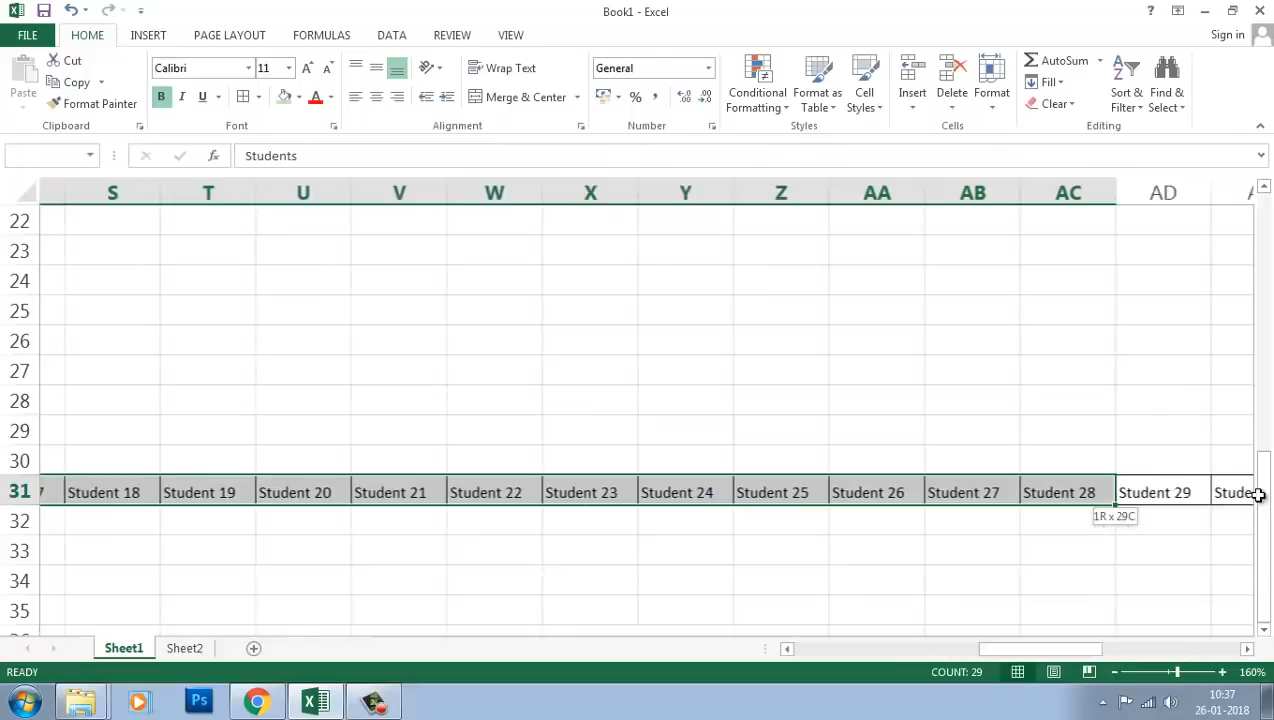 Book1 - Excel
?
FILE HOME INSERT PAGE LAYOUT FORMULAS DATA REVIEW VIEW Sign in
Paste Cut Copy Format Painter
Clipboard
Calibri 11 B I U A
Font
Wrap Text Merge & Center
Alignment
General % ,
Number
Conditional Formatting Format as Table Cell Styles
Styles
Insert Delete Format
Cells
AutoSum Fill Clear Sort & Filter Find & Select
Editing
fx Students
S T U V W X Y Z AA AB AC AD
22
23
24
25
26
27
28
29
30
31 7 Student 18 Student 19 Student 20 Student 21 Student 22 Student 23 Student 24 Student 25 Student 26 Student 27 Student 28 Student 29 Stude
1R x 29C
32
33
34
35
Sheet1 Sheet2
READY COUNT: 29 160%
Ps 10:37
26-01-2018